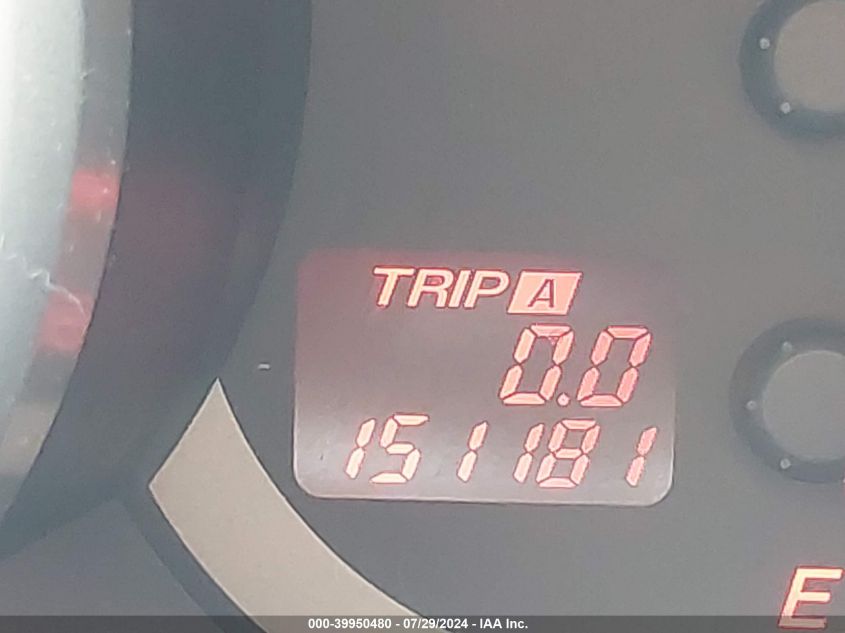 TRIP A
0.0
151181
E
000-39950480 - 07/29/2024 - IAA Inc.